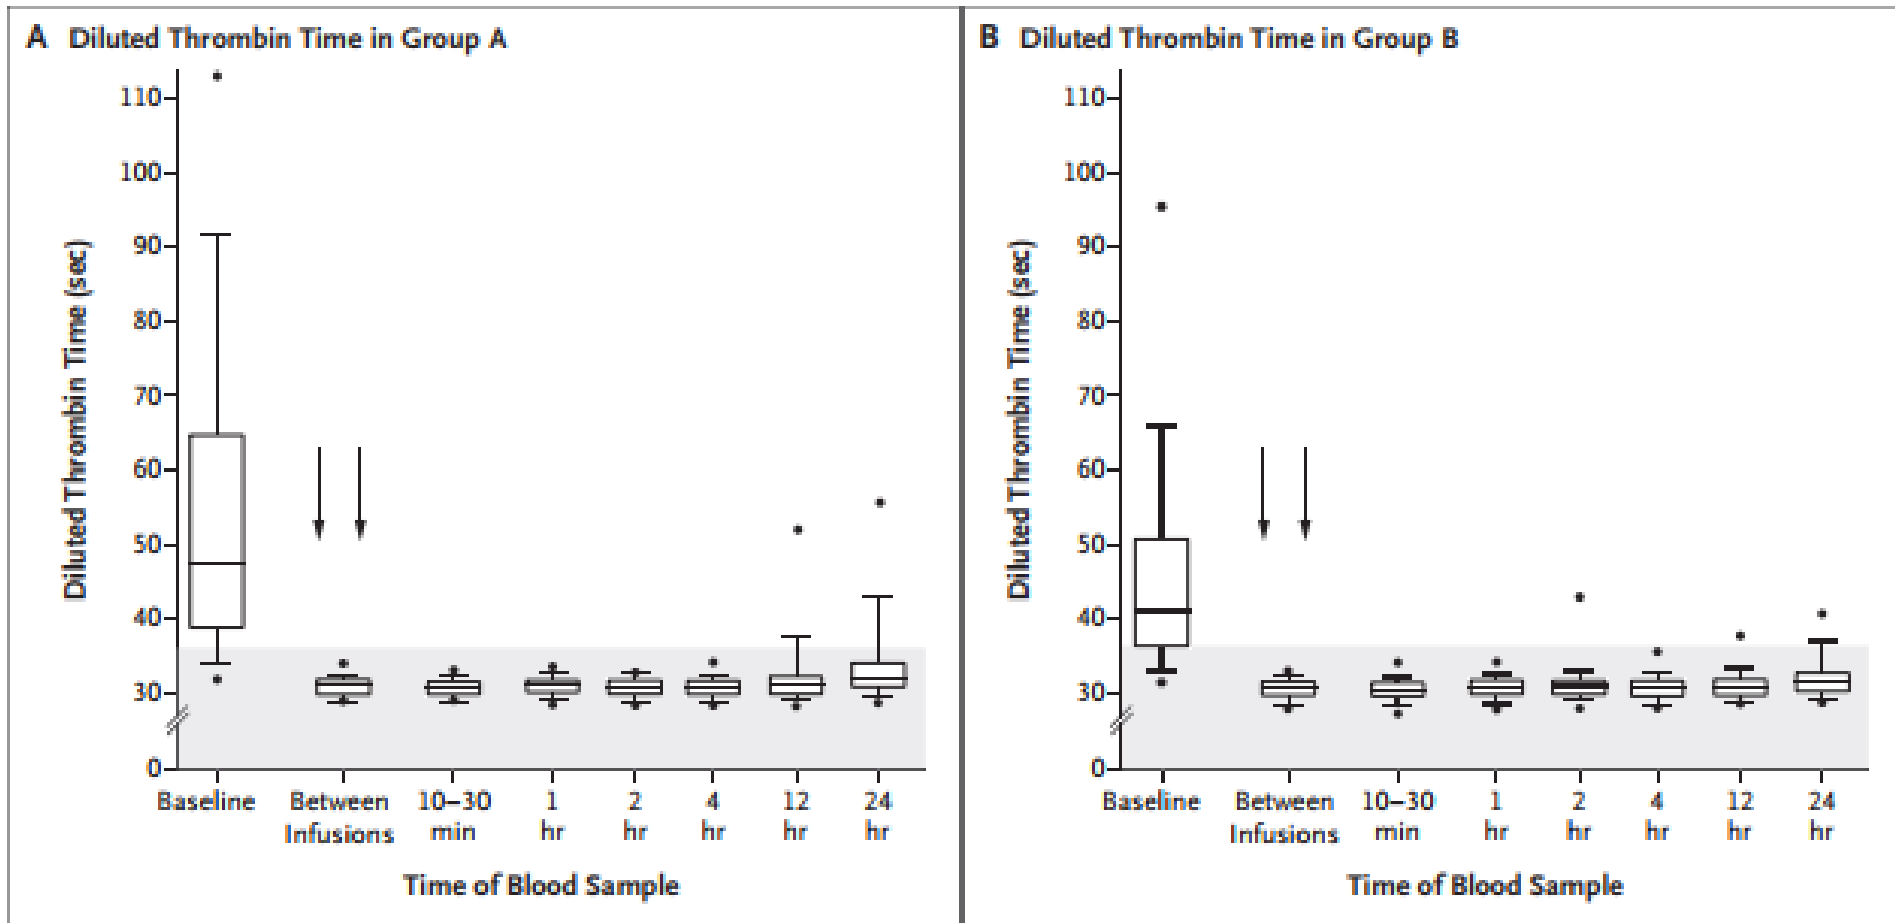 A Diluted Thrombin Time in Group A
Diluted Thrombin Time (sec)
110
100
90
80
70
60
50
40
30
0
Baseline
Between Infusions
10–30 min
1 hr
2 hr
4 hr
12 hr
24 hr
Time of Blood Sample
B Diluted Thrombin Time in Group B
Diluted Thrombin Time (sec)
110
100
90
80
70
60
50
40
30
0
Baseline
Between Infusions
10–30 min
1 hr
2 hr
4 hr
12 hr
24 hr
Time of Blood Sample